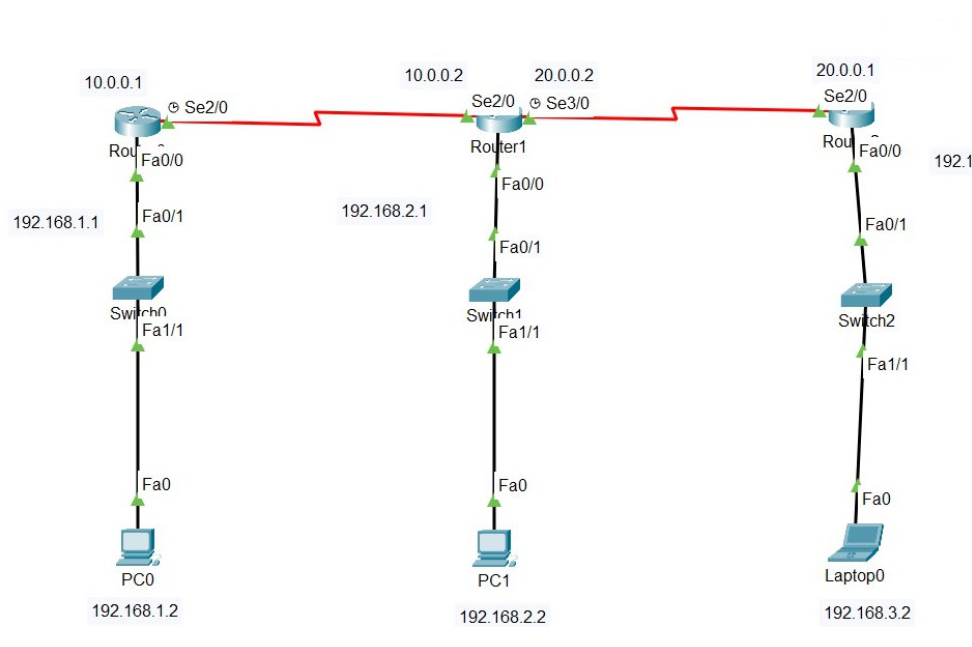 10.0.0.1
10.0.0.2
20.0.0.2
20.0.0.1
Se2/0
Se2/0
Se3/0
Se2/0
Router1
Fa0/0
Fa0/0
Fa0/0
192.168.1.1
Fa0/1
192.168.2.1
Fa0/1
Fa0/1
Switch0
Switch1
Switch2
Fa1/1
Fa1/1
Fa1/1
Fa0
Fa0
Fa0
PC0
PC1
Laptop0
192.168.1.2
192.168.2.2
192.168.3.2